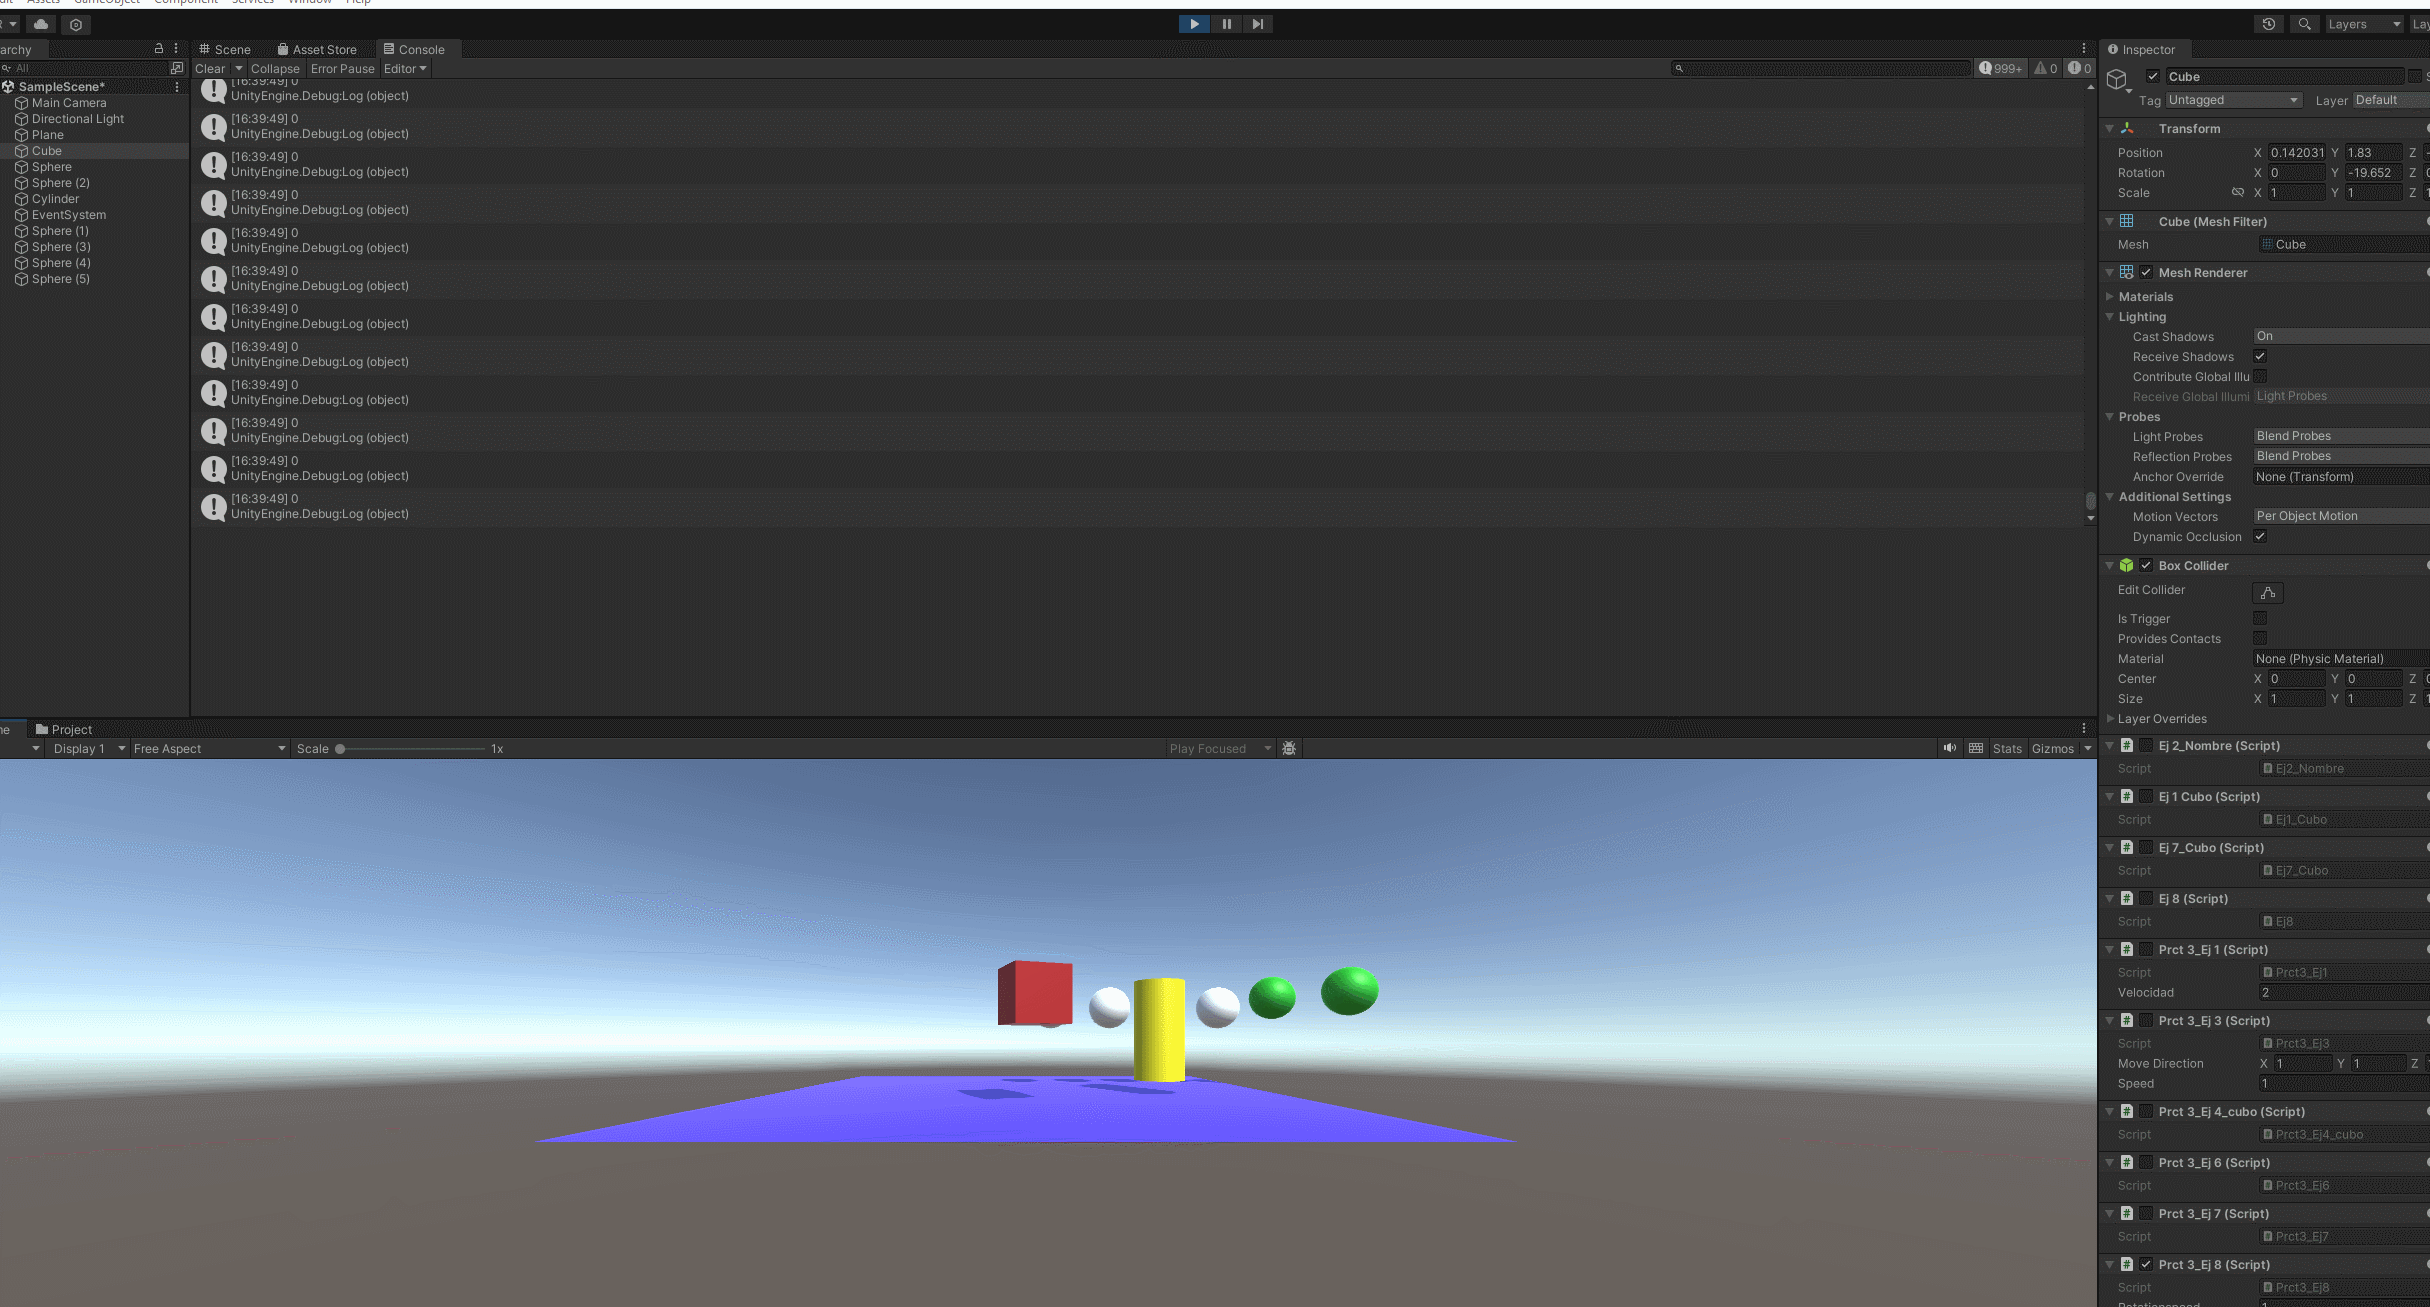 Assets GameObject Component Services Window Help
Layers
archy
Scene Asset Store Console
Inspector
All
Clear Collapse Error Pause Editor
999+ 0 0
SampleScene*
Main Camera
Directional Light
Plane
Cube
Sphere
Sphere (2)
Cylinder
EventSystem
Sphere (1)
Sphere (3)
Sphere (4)
Sphere (5)
[16:39:49] 0
UnityEngine.Debug:Log (object)
[16:39:49] 0
UnityEngine.Debug:Log (object)
[16:39:49] 0
UnityEngine.Debug:Log (object)
[16:39:49] 0
UnityEngine.Debug:Log (object)
[16:39:49] 0
UnityEngine.Debug:Log (object)
[16:39:49] 0
UnityEngine.Debug:Log (object)
[16:39:49] 0
UnityEngine.Debug:Log (object)
[16:39:49] 0
UnityEngine.Debug:Log (object)
[16:39:49] 0
UnityEngine.Debug:Log (object)
[16:39:49] 0
UnityEngine.Debug:Log (object)
[16:39:49] 0
UnityEngine.Debug:Log (object)
[16:39:49] 0
UnityEngine.Debug:Log (object)
Project
Display 1 Free Aspect Scale 1x Play Focused Stats Gizmos
Cube
Tag Untagged Layer Default
Transform
Position X 0.142031 Y 1.83 Z
Rotation X 0 Y -19.652 Z
Scale X 1 Y 1 Z
Cube (Mesh Filter)
Mesh Cube
Mesh Renderer
Materials
Lighting
Cast Shadows On
Receive Shadows
Contribute Global Illu
Receive Global Illumi Light Probes
Probes
Light Probes Blend Probes
Reflection Probes Blend Probes
Anchor Override None (Transform)
Additional Settings
Motion Vectors Per Object Motion
Dynamic Occlusion
Box Collider
Edit Collider
Is Trigger
Provides Contacts
Material None (Physic Material)
Center X 0 Y 0 Z
Size X 1 Y 1 Z
Layer Overrides
Ej 2_Nombre (Script)
Script Ej2_Nombre
Ej 1 Cubo (Script)
Script Ej1_Cubo
Ej 7_Cubo (Script)
Script Ej7_Cubo
Ej 8 (Script)
Script Ej8
Prct 3_Ej 1 (Script)
Script Prct3_Ej1
Velocidad 2
Prct 3_Ej 3 (Script)
Script Prct3_Ej3
Move Direction X 1 Y 1 Z
Speed 1
Prct 3_Ej 4_cubo (Script)
Script Prct3_Ej4_cubo
Prct 3_Ej 6 (Script)
Script Prct3_Ej6
Prct 3_Ej 7 (Script)
Script Prct3_Ej7
Prct 3_Ej 8 (Script)
Script Prct3_Ej8